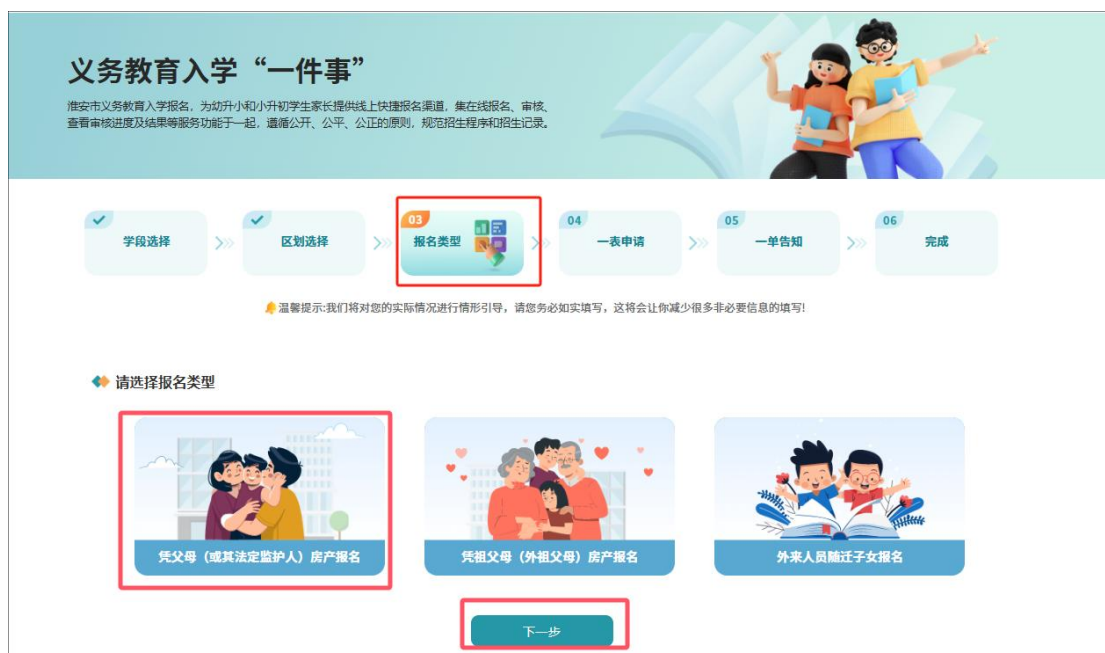 义务教育入学“一件事”
淮安市义务教育入学报名，为幼升小和小升初学生家长提供线上快捷报名渠道，集在线报名、审核、
查看审核进度及结果等服务功能于一起，遵循公开、公平、公正的原则，规范招生程序和招生记录。
学段选择
区划选择
03
报名类型
04
一表申请
05
一单告知
06
完成
温馨提示:我们将对您的实际情况进行情形引导，请您务必如实填写，这将会让你减少很多非必要信息的填写!
请选择报名类型
凭父母（或其法定监护人）房产报名
凭祖父母（外祖父母）房产报名
外来人员随迁子女报名
下一步